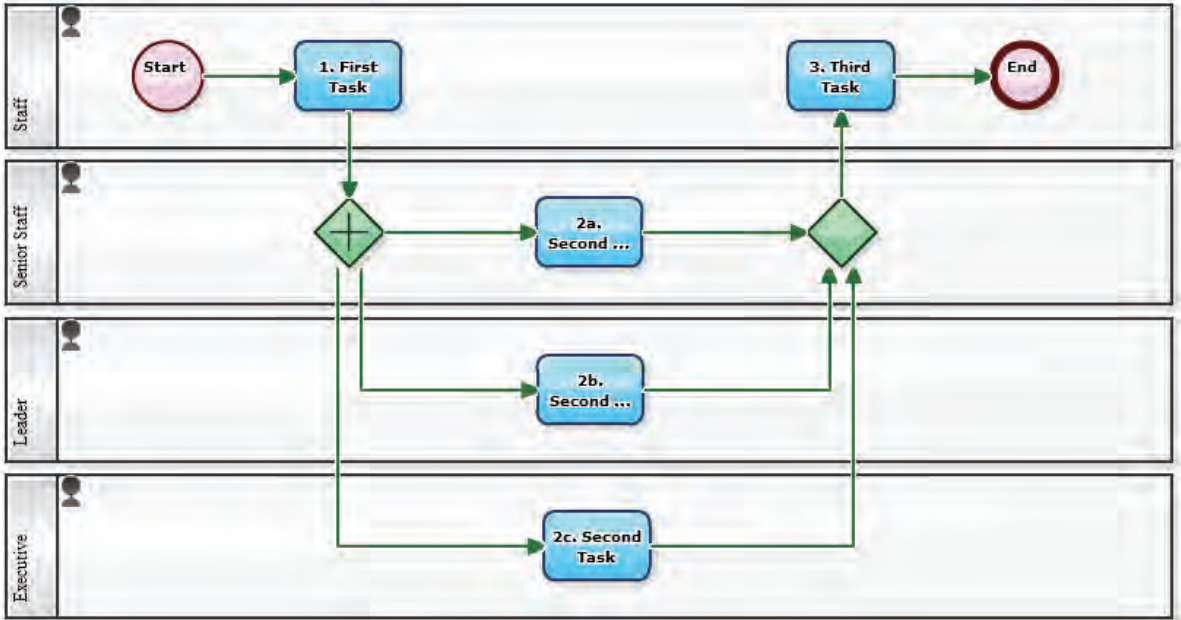 Staff
Start
1. First
Task
3. Third
Task
End
Senior Staff
2a.
Second ...
Leader
2b.
Second ...
Executive
2c. Second
Task